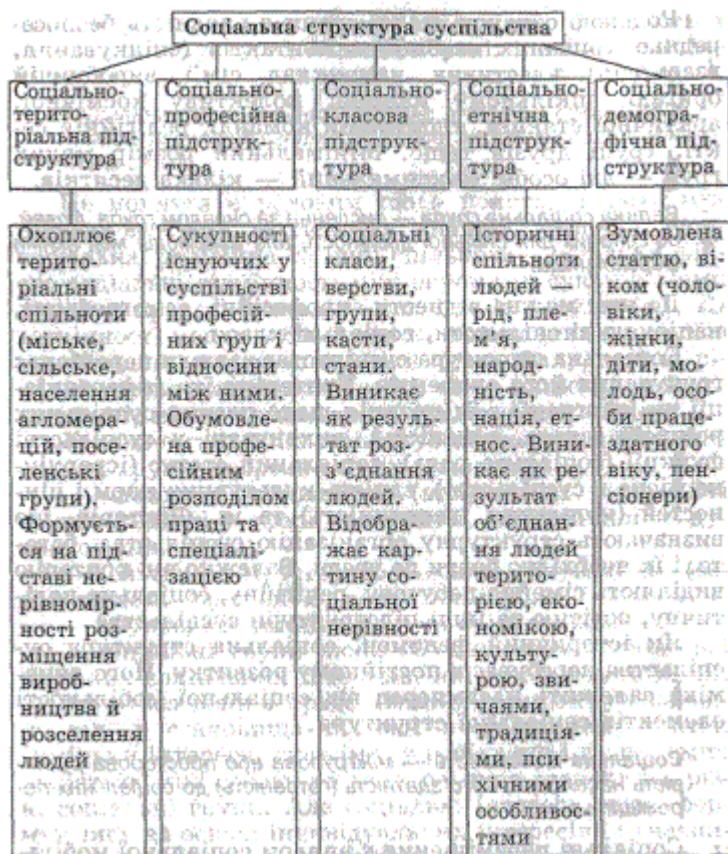 Соціальна структура суспільства
Соціально-
терито-
ріальна під-
структура
Соціально-
професійна
підструк-
тура
Соціально-
класова
підструк-
тура
Соціально-
етнічна
підструк-
тура
Соціально-
демогра-
фічна під-
структура
Охоплює
терито-
ріальні
спільноти
(міське,
сільське,
населення
агломера-
цій, посе-
ленські
групи).
Формуєть-
ся на під-
ставі не-
рівномір-
ності роз-
міщення
вироб-
ництва й
розселення
людей
Сукупності
існуючих у
суспільстві
професій-
них груп і
відносини
між ними.
Обумовле-
на профе-
сійним
розподілом
праці та
спеціалі-
зацією
Соціальні
класи,
верстви,
групи,
касти,
стани.
Виникає
як резуль-
тат роз-
з’єднання
людей.
Відобра-
жає кар-
тину со-
ціальної
нерівності
Історичні
спільноти
людей —
рід, пле-
м’я,
народ-
ність,
нація, ет-
нос. Вини-
кає як ре-
зультат
об’єднан-
ня людей
терито-
рією, еко-
номікою,
культу-
рою, зви-
чаями,
традиція-
ми, пси-
хічними
особливос-
тями
Зумовлена
статтю, ві-
ком (чоло-
віки,
жінки,
діти, мо-
лодь, осо-
би праце-
здатного
віку, пен-
сіонери)